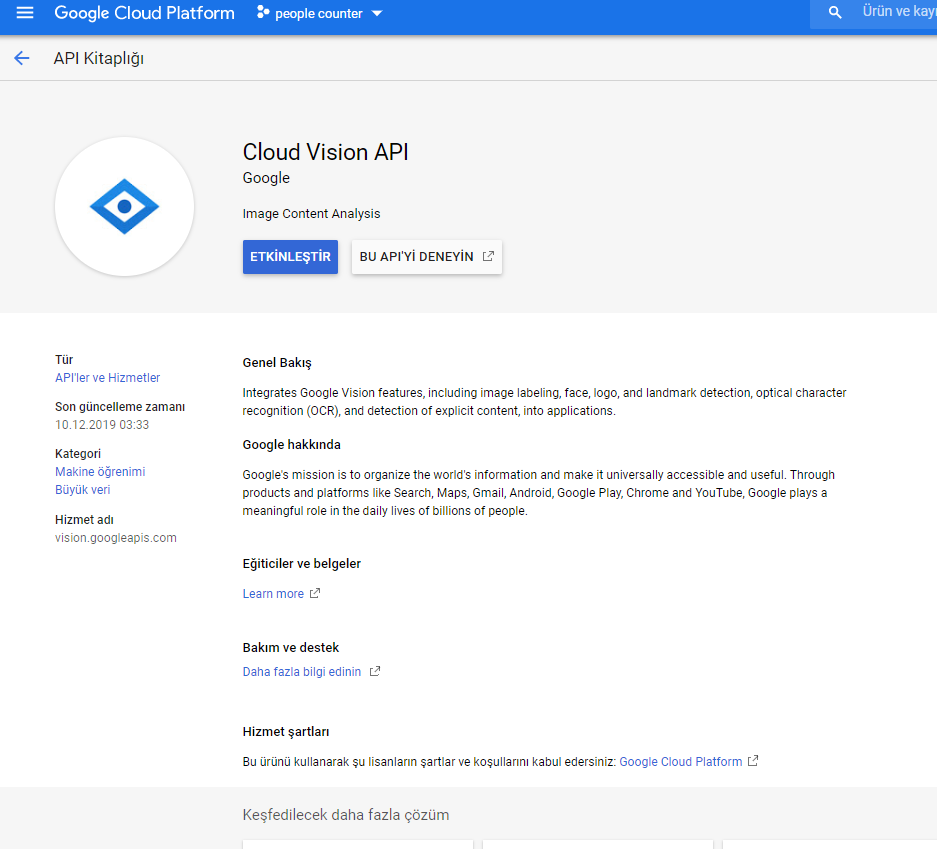 Google Cloud Platform
people counter
Ürün ve
API Kitaplığı
Cloud Vision API
Google
Image Content Analysis
ETKİNLEŞTİR
BU API'Yİ DENEYİN
Tür
API'ler ve Hizmetler
Son güncelleme zamanı
10.12.2019 03:33
Kategori
Makine öğrenimi
Büyük veri
Hizmet adı
vision.googleapis.com
Genel Bakış
Integrates Google Vision features, including image labeling, face, logo, and landmark detection, optical character
recognition (OCR), and detection of explicit content, into applications.
Google hakkında
Google's mission is to organize the world's information and make it universally accessible and useful. Through
products and platforms like Search, Maps, Gmail, Android, Google Play, Chrome and YouTube, Google plays a
meaningful role in the daily lives of billions of people.
Eğiticiler ve belgeler
Learn more
Bakım ve destek
Daha fazla bilgi edinin
Hizmet şartları
Bu ürünü kullanarak şu lisanların şartlar ve koşullarını kabul edersiniz: Google Cloud Platform
Keşfedilecek daha fazla çözüm